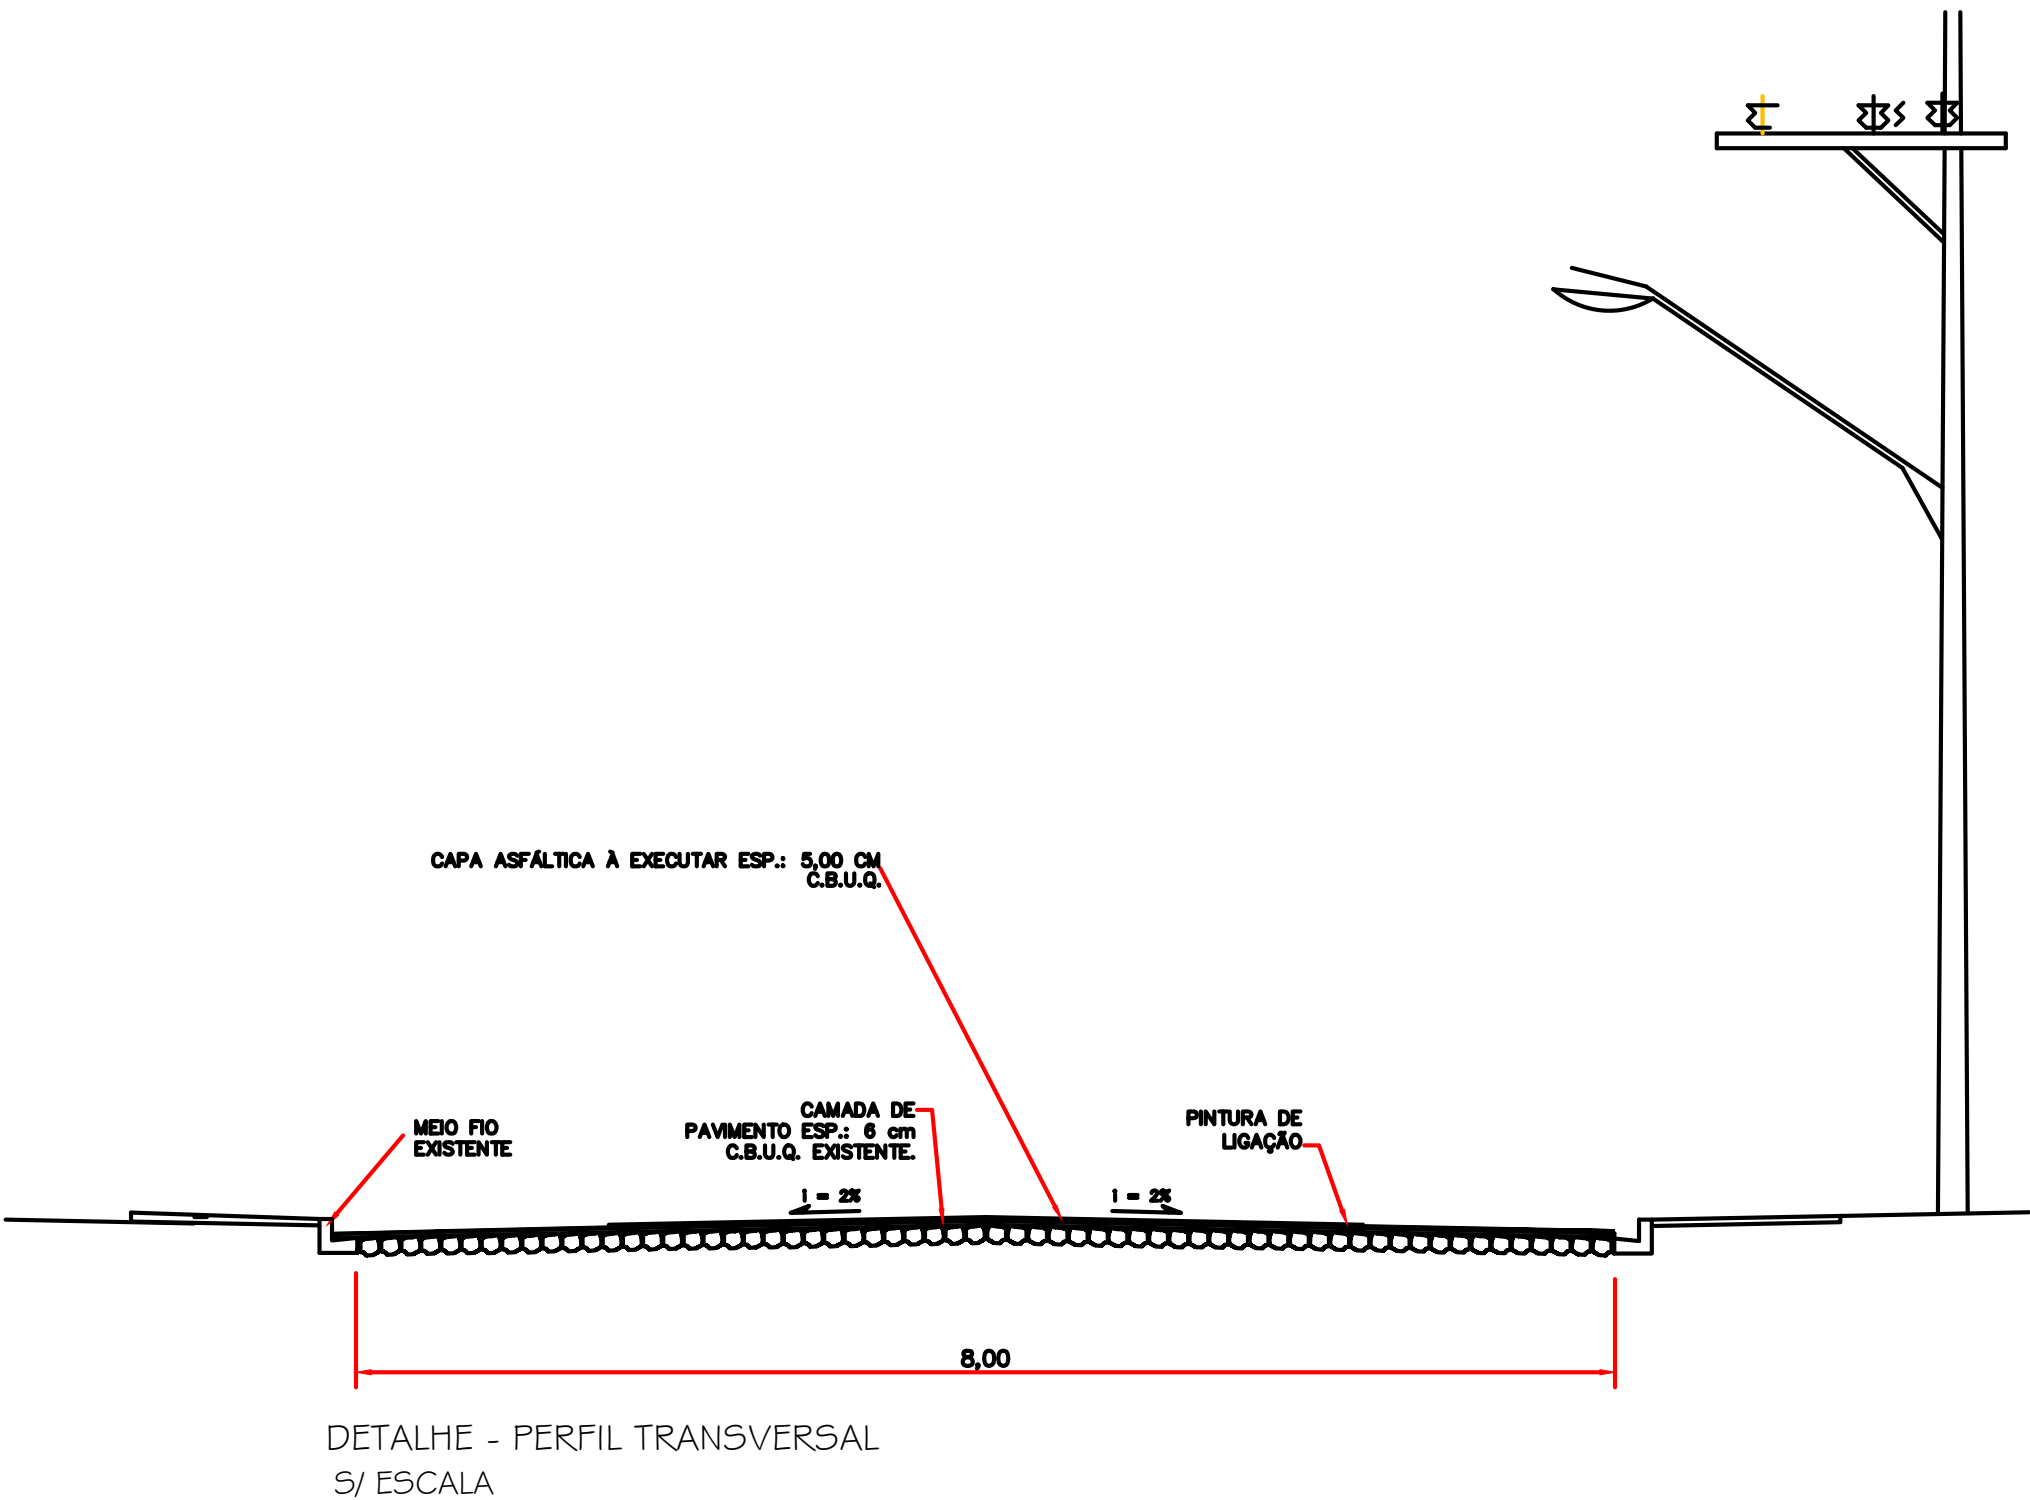 CAPA ASFÁLTICA À EXECUTAR ESP.: 5,00 CM
C.B.U.Q.
MEIO FIO
EXISTENTE
CAMADA DE
PAVIMENTO ESP.: 6 cm
C.B.U.Q. EXISTENTE.
PINTURA DE
LIGAÇÃO
i = 2%
i = 2%
8,00
DETALHE - PERFIL TRANSVERSAL
S/ ESCALA